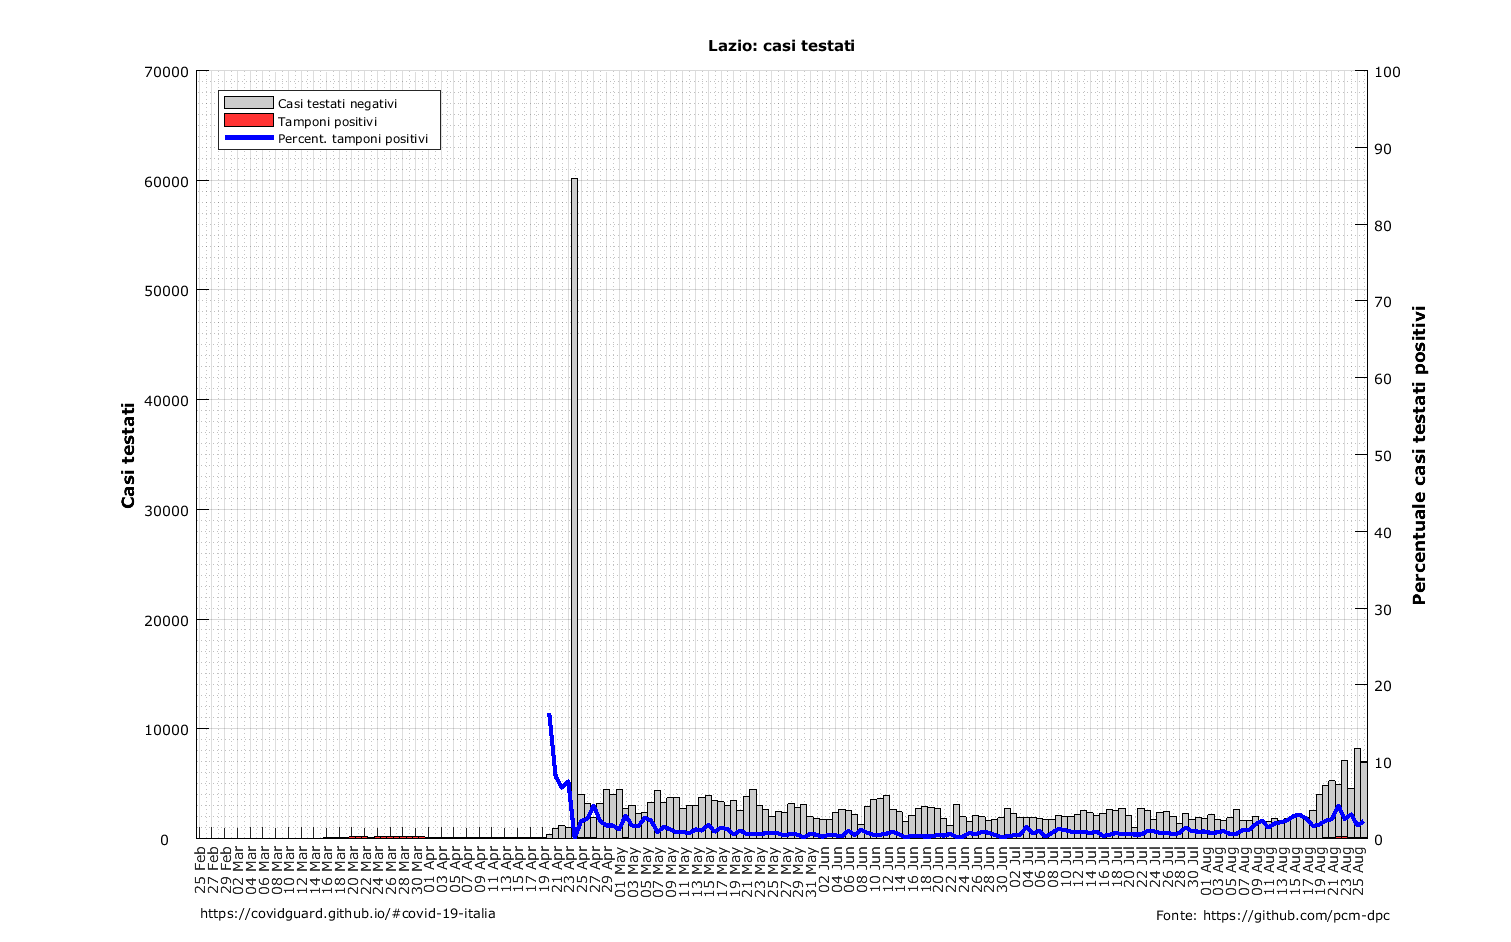 Lazio: casi testati
Casi testati negativi
Tamponi positivi
Percent. tamponi positivi
70000
60000
50000
40000
30000
20000
10000
0
Casi testati
100
90
80
70
60
50
40
30
20
10
0
Percentuale casi testati positivi
25 Feb
27 Feb
29 Feb
02 Mar
04 Mar
06 Mar
08 Mar
10 Mar
12 Mar
14 Mar
16 Mar
18 Mar
20 Mar
22 Mar
24 Mar
26 Mar
28 Mar
30 Mar
01 Apr
03 Apr
05 Apr
07 Apr
09 Apr
11 Apr
13 Apr
15 Apr
17 Apr
19 Apr
21 Apr
23 Apr
25 Apr
27 Apr
29 Apr
01 May
03 May
05 May
07 May
09 May
11 May
13 May
15 May
17 May
19 May
21 May
23 May
25 May
27 May
29 May
31 May
02 Jun
04 Jun
06 Jun
08 Jun
10 Jun
12 Jun
14 Jun
16 Jun
18 Jun
20 Jun
22 Jun
24 Jun
26 Jun
28 Jun
30 Jun
02 Jul
04 Jul
06 Jul
08 Jul
10 Jul
12 Jul
14 Jul
16 Jul
18 Jul
20 Jul
22 Jul
24 Jul
26 Jul
28 Jul
30 Jul
01 Aug
03 Aug
05 Aug
07 Aug
09 Aug
11 Aug
13 Aug
15 Aug
17 Aug
19 Aug
21 Aug
23 Aug
25 Aug
https://covidguard.github.io/#covid-19-italia
Fonte: https://github.com/pcm-dpc